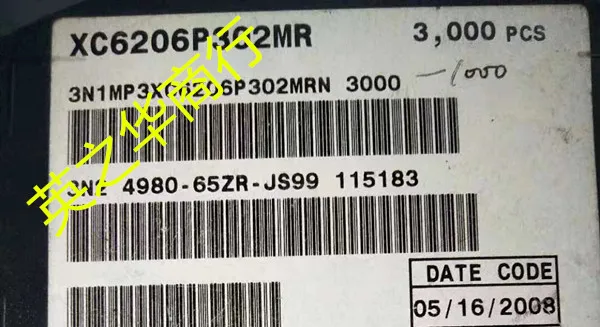 XC6206P302MR 3,000 PCS
3N1MP3XC6206P302MRN 3000 -1000
3N2 4980-65ZR-JS99 115183
DATE CODE
05/16/2008
英之华商行